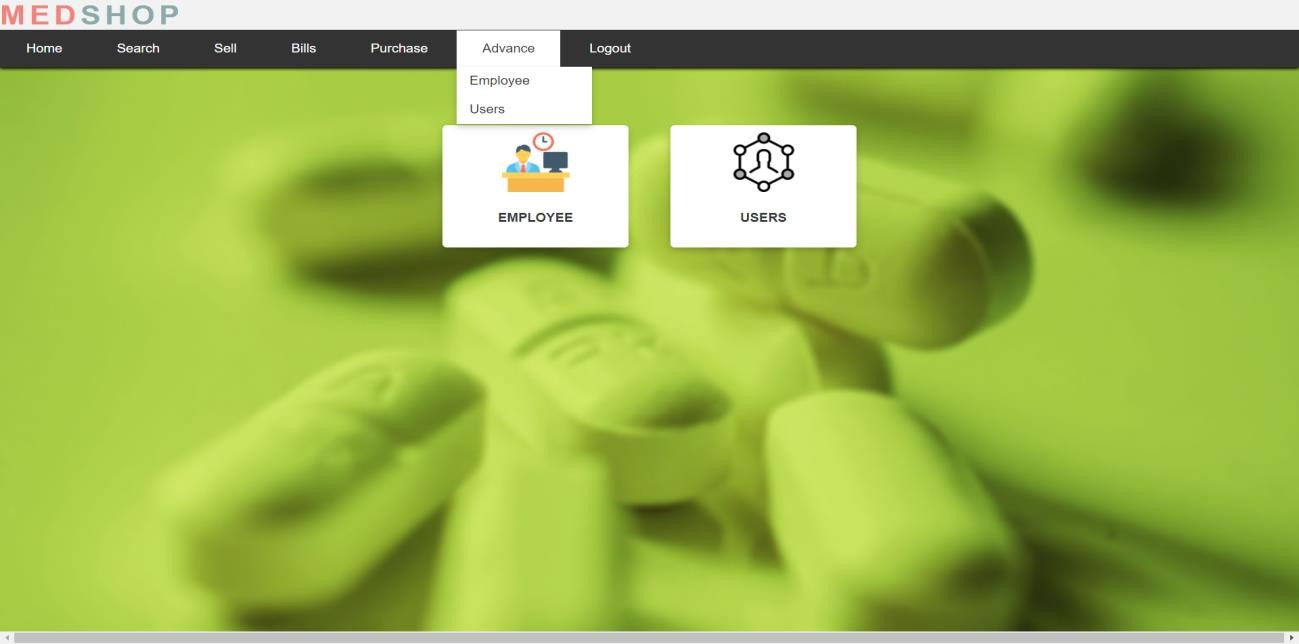 MEDSHOP
Home Search Sell Bills Purchase Advance Logout
Employee
Users
EMPLOYEE USERS